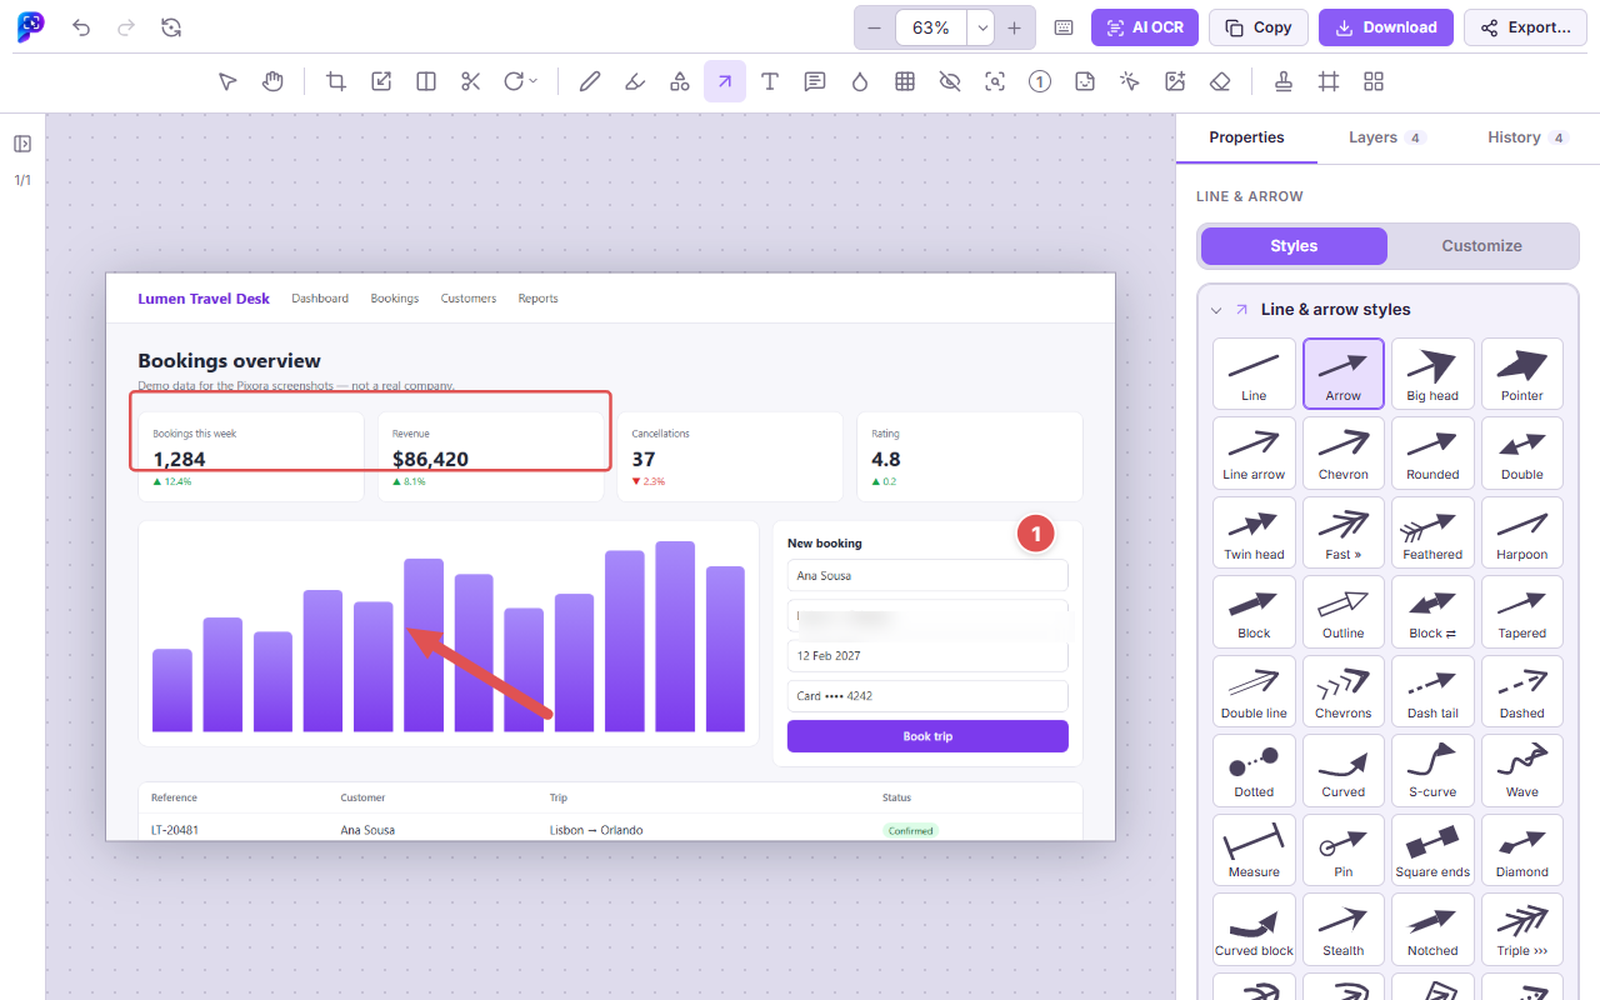 63%
AI OCR
Copy
Download
Export...
1
1/1
Properties
Layers 4
History 4
LINE & ARROW
Styles
Customize
Line & arrow styles
Line
Arrow
Big head
Pointer
Line arrow
Chevron
Rounded
Double
Twin head
Fast »
Feathered
Harpoon
Block
Outline
Block ⇄
Tapered
Double line
Chevrons
Dash tail
Dashed
Dotted
Curved
S-curve
Wave
Measure
Pin
Square ends
Diamond
Curved block
Stealth
Notched
Triple ›››
Lumen Travel Desk
Dashboard
Bookings
Customers
Reports
Bookings overview
Demo data for the Pixora screenshots — not a real company.
Bookings this week
1,284
▲ 12.4%
Revenue
$86,420
▲ 8.1%
Cancellations
37
▼ 2.3%
Rating
4.8
▲ 0.2
New booking
1
Ana Sousa
12 Feb 2027
Card •••• 4242
Book trip
Reference
Customer
Trip
Status
LT-20481
Ana Sousa
Lisbon → Orlando
Confirmed